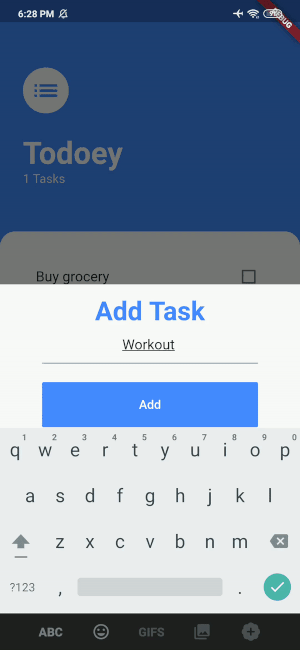 6:28 PM
BUG
Todoey
1 Tasks
Buy grocery
Add Task
Workout
Add
1 2 3 4 5 6 7 8 9 0
q w e r t y u i o p
a s d f g h j k l
z x c v b n m
?123 , .
ABC GIFS